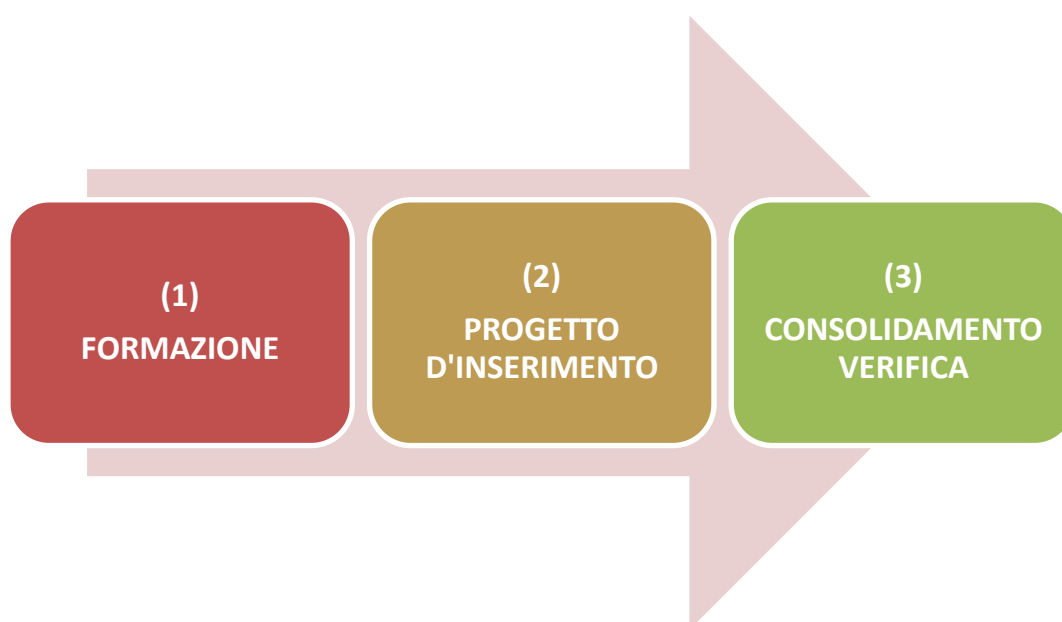 (1)
FORMAZIONE
(2)
PROGETTO
D'INSERIMENTO
(3)
CONSOLIDAMENTO
VERIFICA